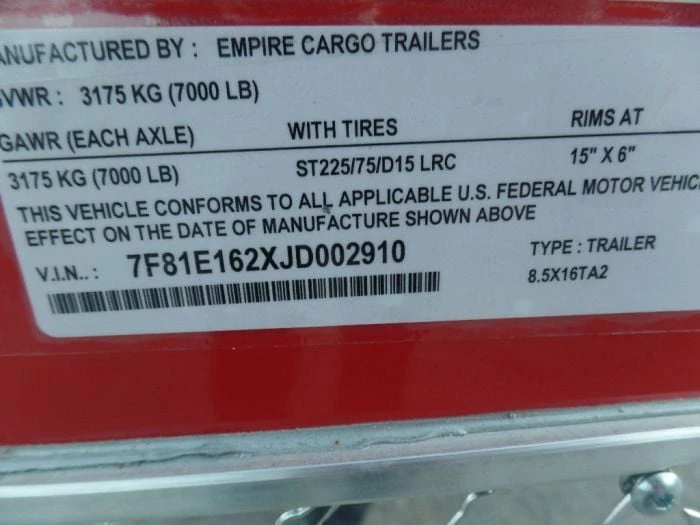 ANUFACTURED BY : EMPIRE CARGO TRAILERS
GVWR : 3175 KG (7000 LB)
GAWR (EACH AXLE) WITH TIRES RIMS AT
3175 KG (7000 LB) ST225/75/D15 LRC 15" X 6"
THIS VEHICLE CONFORMS TO ALL APPLICABLE U.S. FEDERAL MOTOR VEHIC
EFFECT ON THE DATE OF MANUFACTURE SHOWN ABOVE
V.I.N.. : 7F81E162XJD002910 TYPE : TRAILER
8.5X16TA2